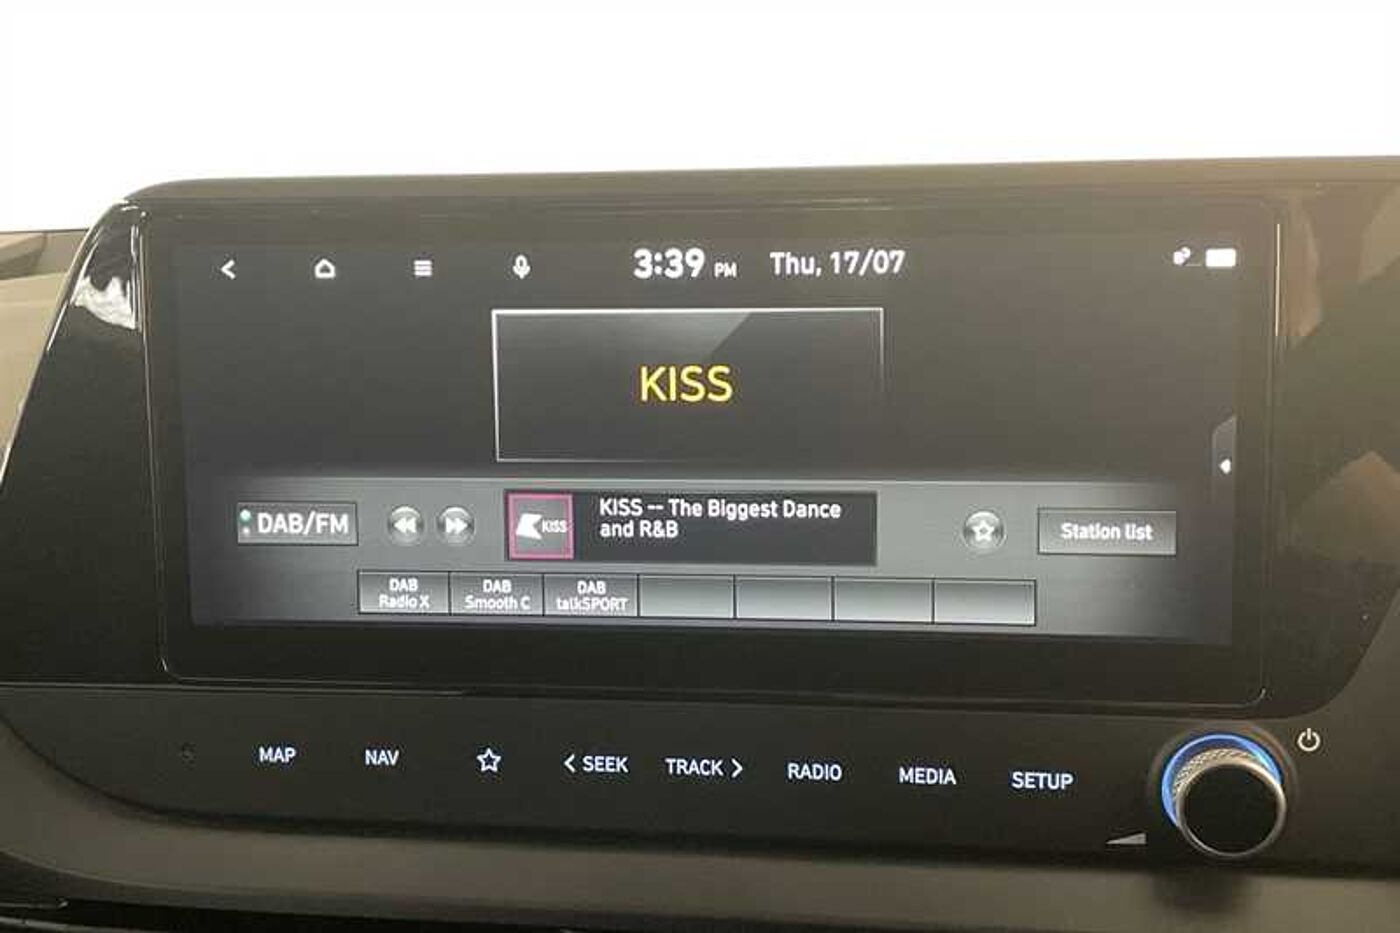 3:39 PM Thu, 17/07
KISS
DAB/FM
KISS
KISS -- The Biggest Dance
and R&B
Station list
DAB
Radio X
DAB
Smooth C
DAB
talkSPORT
MAP NAV < SEEK TRACK > RADIO MEDIA SETUP